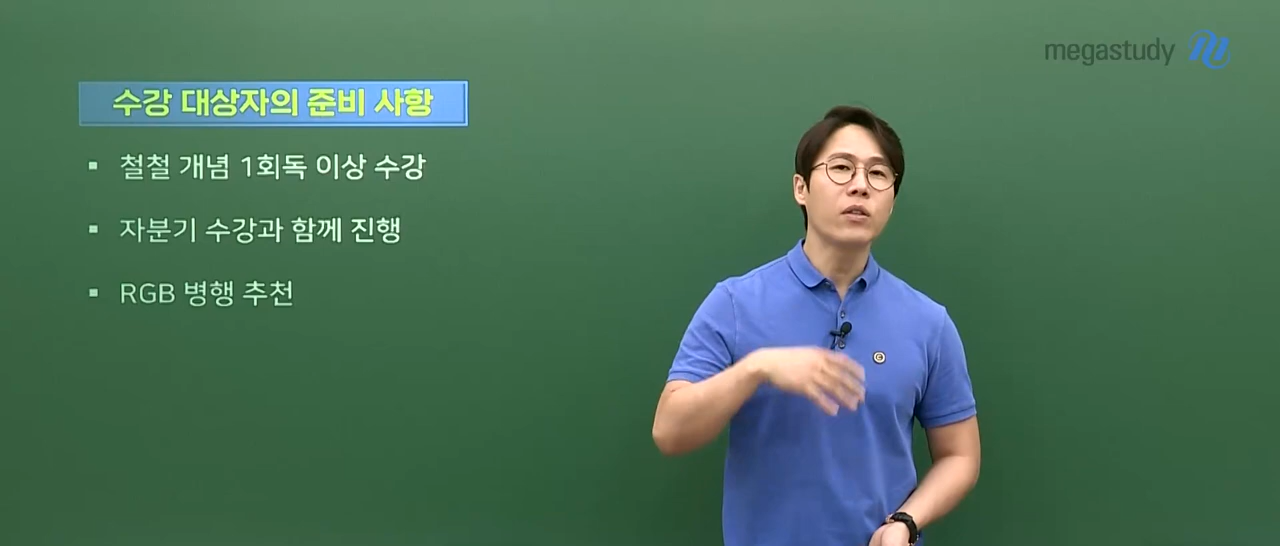 megastudy
수강 대상자의 준비 사항
철철 개념 1회독 이상 수강
자분기 수강과 함께 진행
RGB 병행 추천